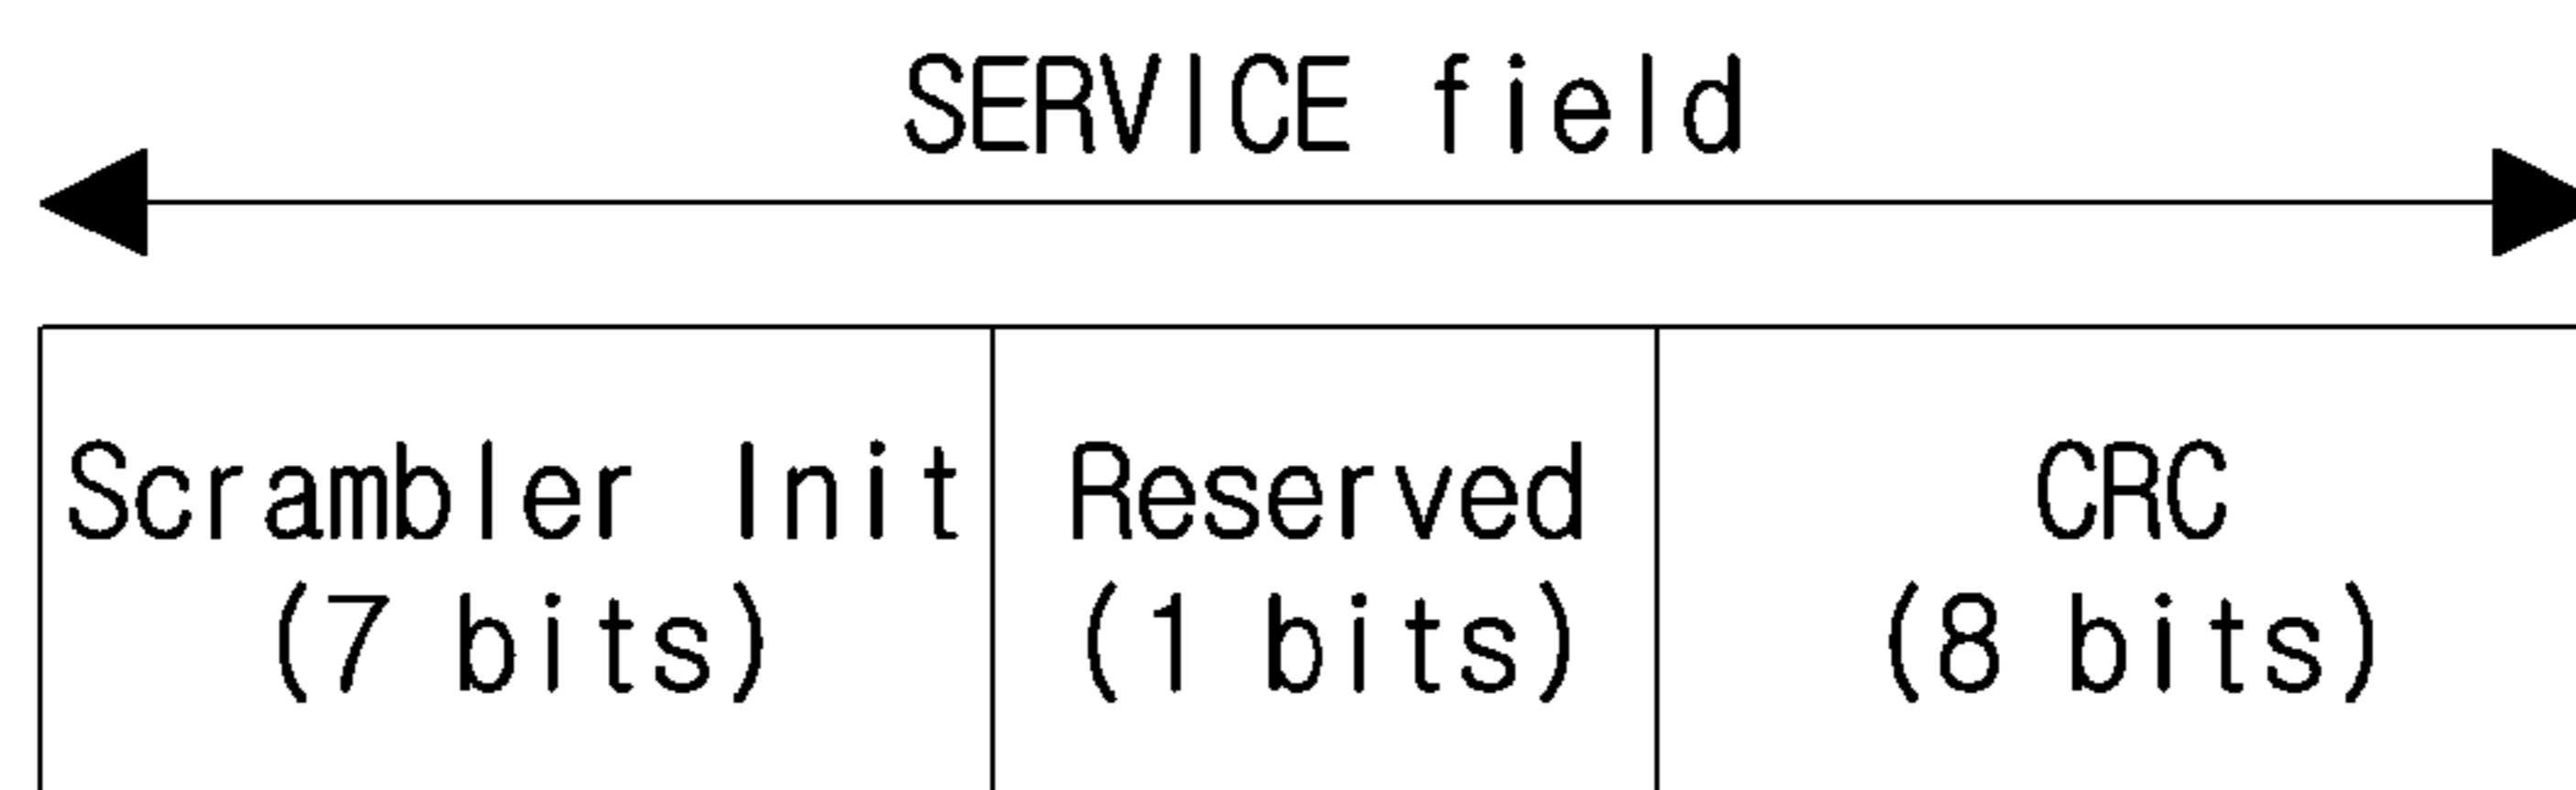 SERVICE field
Scrambler Init
(7 bits)
Reserved
(1 bits)
CRC
(8 bits)